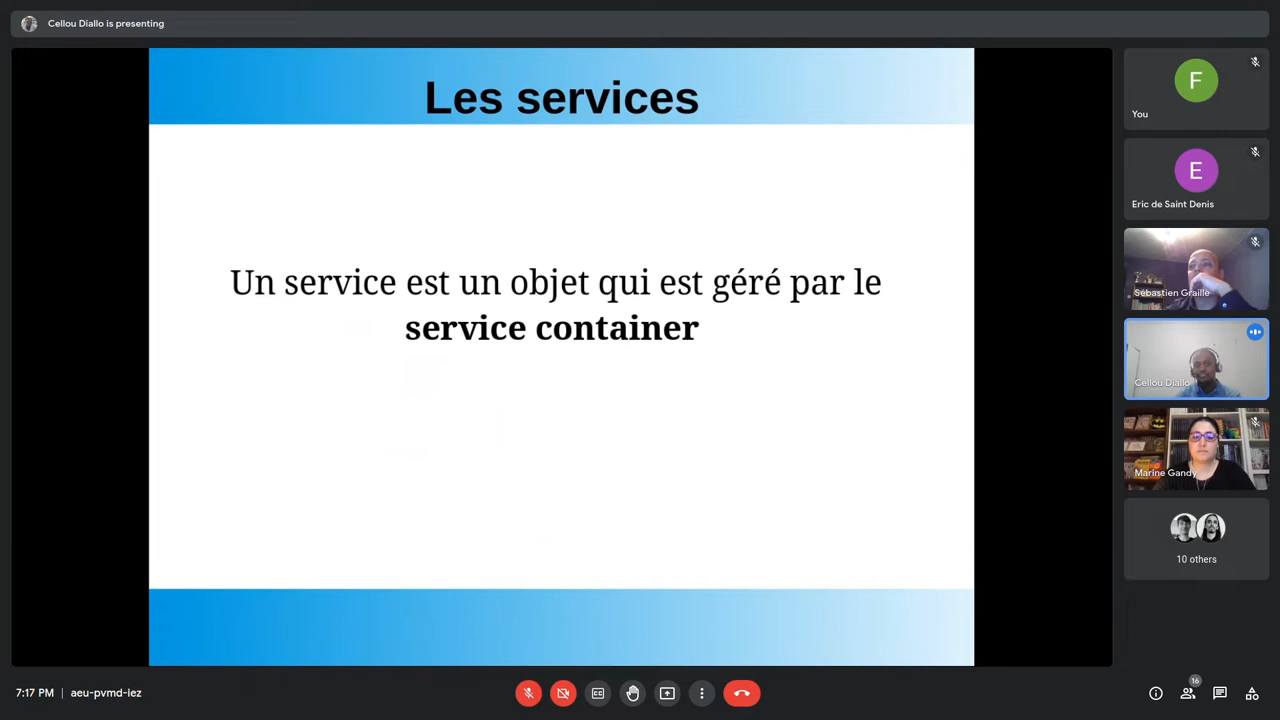 Cellou Diallo is presenting
Les services
Un service est un objet qui est géré par le
service container
F
You
E
Eric de Saint Denis
Sébastien Graille
Cellou Diallo
Marine Gandy
10 others
7:17 PM | aeu-pvmd-iez
CC
16